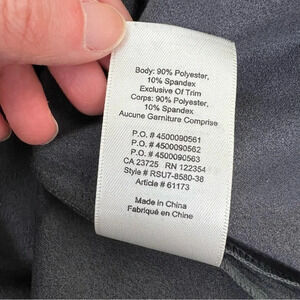 Body: 90% Polyester,
10% Spandex
Exclusive Of Trim
Corps: 90% Polyester,
10% Spandex
Aucune Garniture Comprise
P.O. # 4500090561
P.O. # 4500090562
P.O. # 4500090563
CA 23725 RN 122354
Style # RSU7-8580-38
Article # 61173
Made in China
Fabriqué en Chine